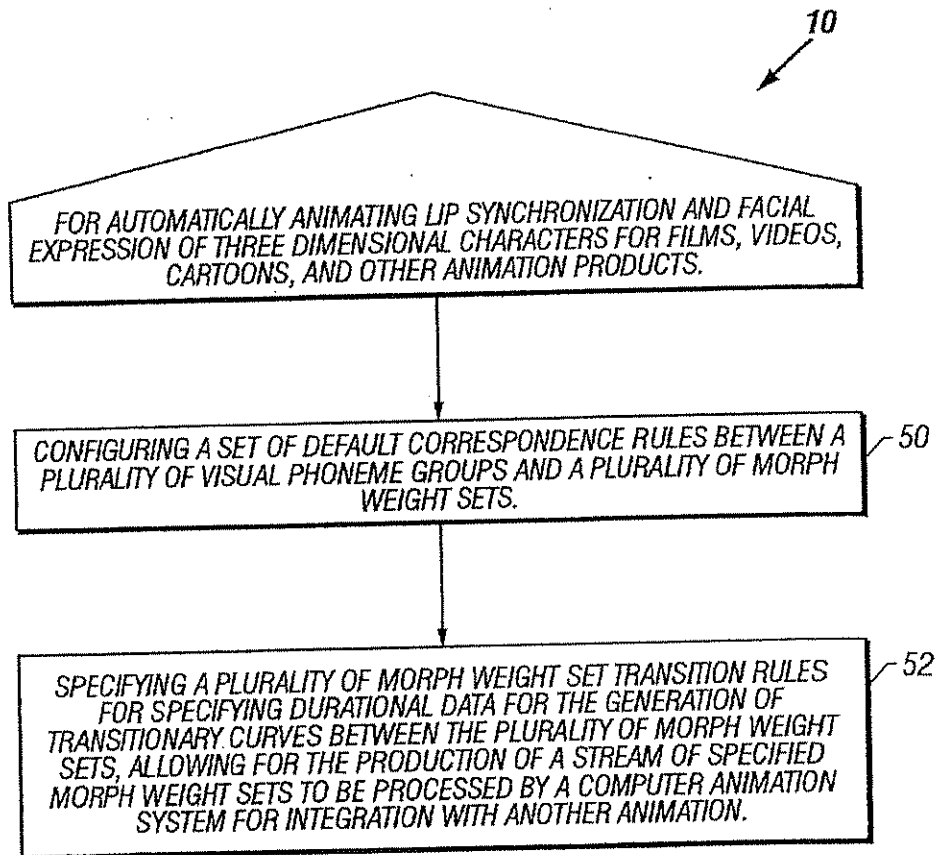 10
FOR AUTOMATICALLY ANIMATING LIP SYNCHRONIZATION AND FACIAL
EXPRESSION OF THREE DIMENSIONAL CHARACTERS FOR FILMS, VIDEOS,
CARTOONS, AND OTHER ANIMATION PRODUCTS.
CONFIGURING A SET OF DEFAULT CORRESPONDENCE RULES BETWEEN A
PLURALITY OF VISUAL PHONEME GROUPS AND A PLURALITY OF MORPH
WEIGHT SETS.
50
SPECIFYING A PLURALITY OF MORPH WEIGHT SET TRANSITION RULES
FOR SPECIFYING DURATIONAL DATA FOR THE GENERATION OF
TRANSITIONARY CURVES BETWEEN THE PLURALITY OF MORPH WEIGHT
SETS, ALLOWING FOR THE PRODUCTION OF A STREAM OF SPECIFIED
MORPH WEIGHT SETS TO BE PROCESSED BY A COMPUTER ANIMATION
SYSTEM FOR INTEGRATION WITH ANOTHER ANIMATION.
52